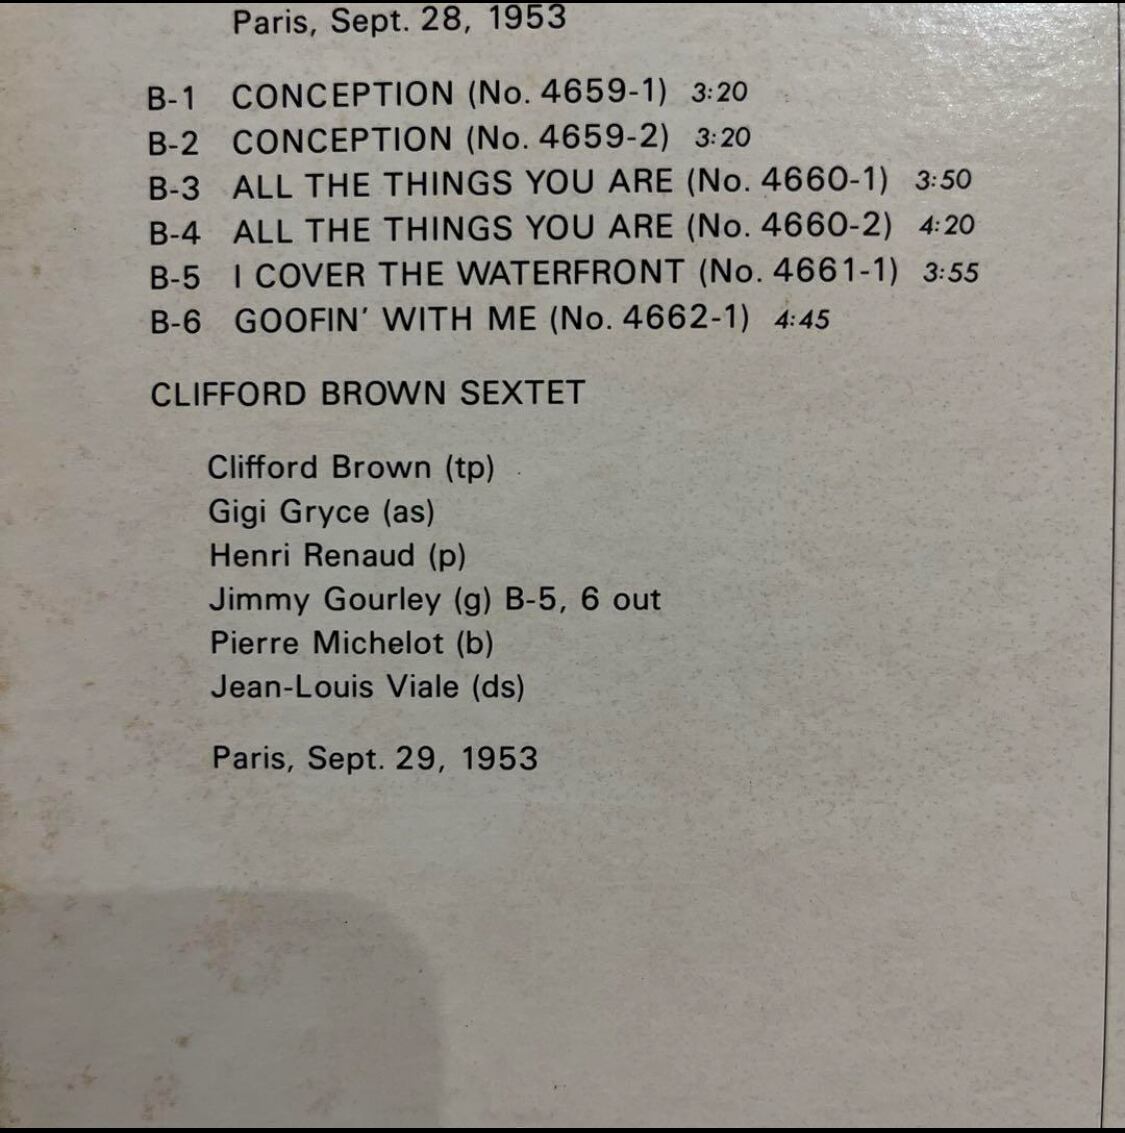 Paris, Sept. 28, 1953
B-1 CONCEPTION (No. 4659-1) 3:20
B-2 CONCEPTION (No. 4659-2) 3:20
B-3 ALL THE THINGS YOU ARE (No. 4660-1) 3:50
B-4 ALL THE THINGS YOU ARE (No. 4660-2) 4:20
B-5 I COVER THE WATERFRONT (No. 4661-1) 3:55
B-6 GOOFIN' WITH ME (No. 4662-1) 4:45
CLIFFORD BROWN SEXTET
Clifford Brown (tp)
Gigi Gryce (as)
Henri Renaud (p)
Jimmy Gourley (g) B-5, 6 out
Pierre Michelot (b)
Jean-Louis Viale (ds)
Paris, Sept. 29, 1953